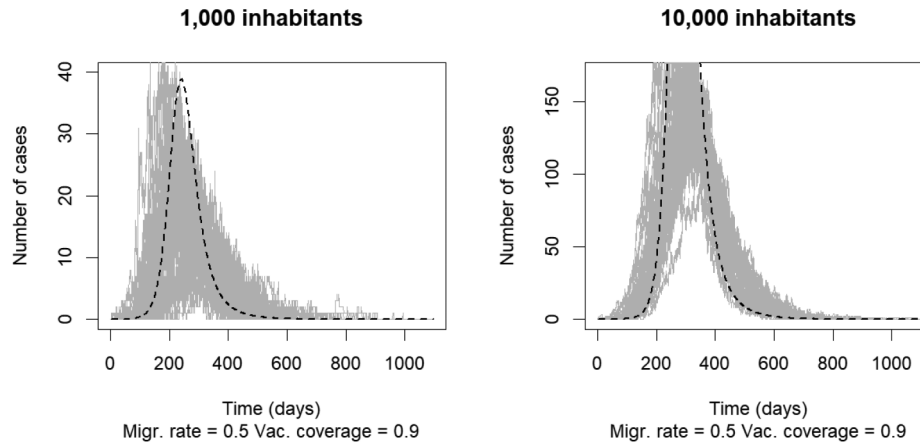 1,000 inhabitants
10,000 inhabitants
Number of cases
40
30
20
10
0
0 200 400 600 800 1000
Time (days)
Migr. rate = 0.5 Vac. coverage = 0.9
Number of cases
150
100
50
0
0 200 400 600 800 1000
Time (days)
Migr. rate = 0.5 Vac. coverage = 0.9